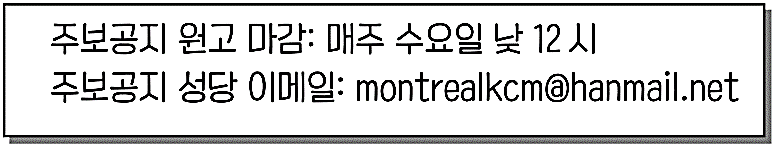 주보공지 원고 마감: 매주 수요일 낮 12 시
주보공지 성당 이메일: montrealkcm@hanmail.net